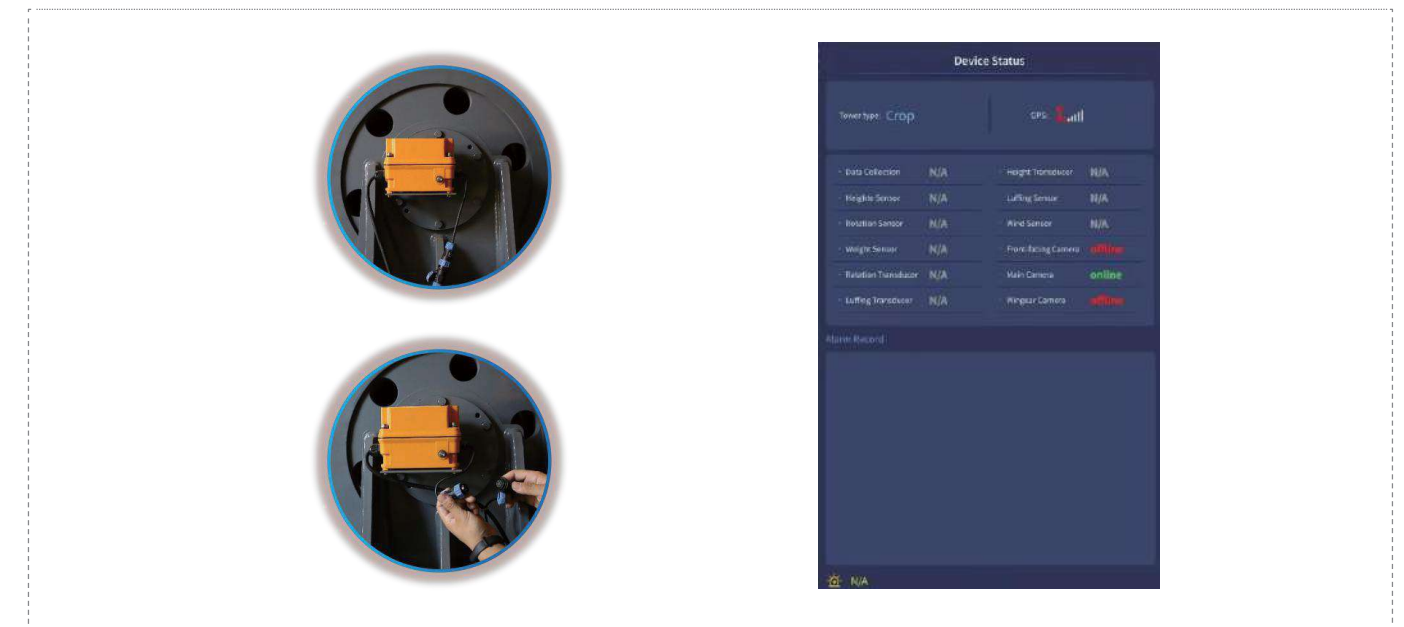 Device Status
Tower type: Crop
GPS:
Data Collection N/A
Height Transducer N/A
Heights Sensor N/A
Luffing Sensor N/A
Rotation Sensor N/A
Wind Sensor N/A
Weight Sensor N/A
Front-facing Camera offline
Rotation Transducer N/A
Main Camera online
Luffing Transducer N/A
Wingcar Camera offline
Alarm Record
N/A